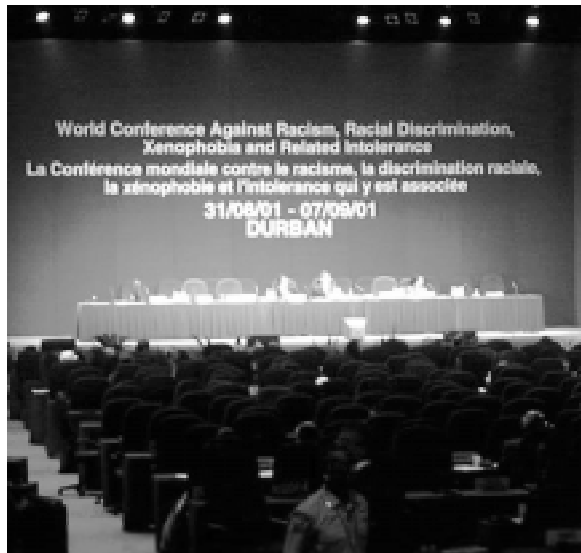 World Conference Against Racism, Racial Discrimination,
Xenophobia and Related Intolerance
La Conférence mondiale contre le racisme, la discrimination raciale,
la xénophobie et l'intolerance qui y est associée
31/08/01 - 07/09/01
DURBAN